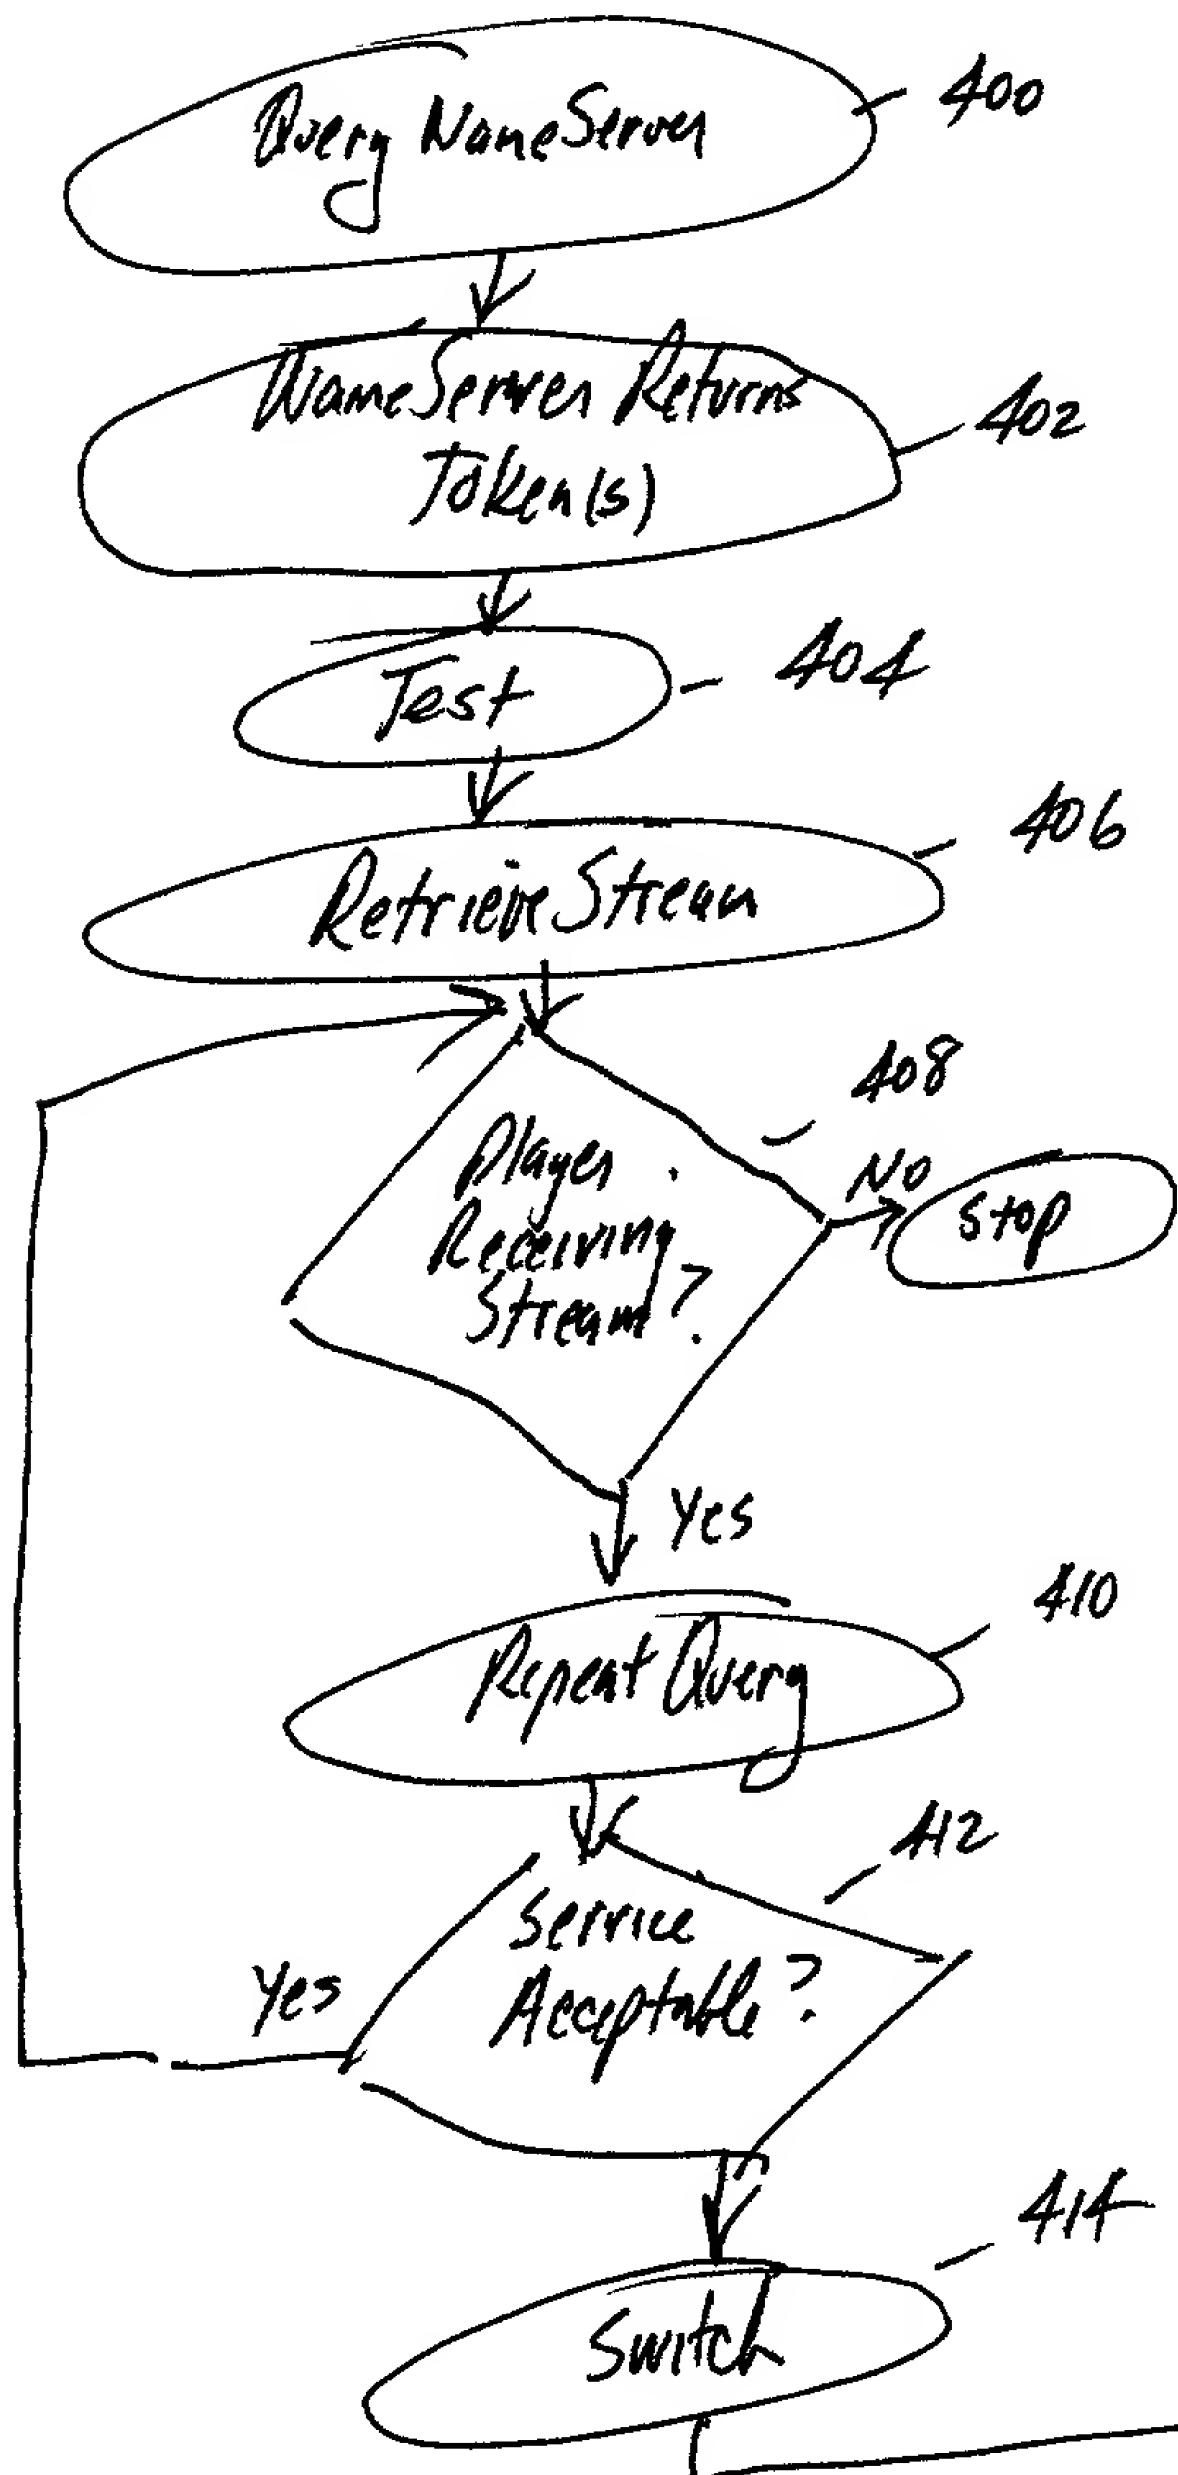 Query NameServer
400
NameServer Returns
Token(s)
402
Test
404
Retrieve Stream
406
Player
Receiving
Stream?
408
No
Stop
Yes
Repeat Query
410
Service
Acceptable?
412
Yes
Switch
414